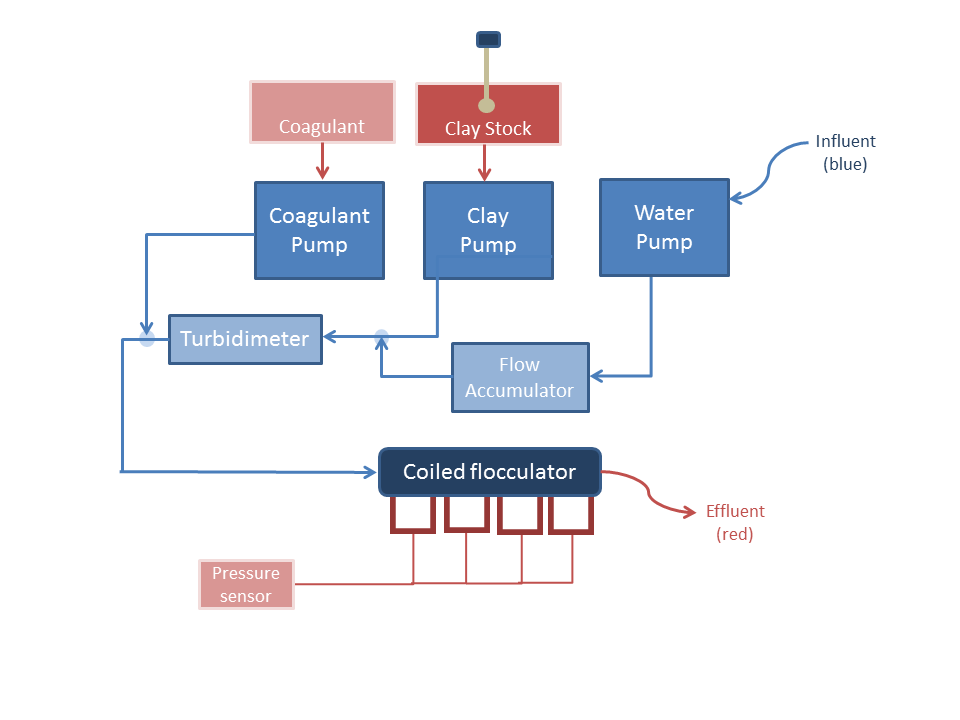 Coagulant
Clay Stock
Influent
(blue)
Coagulant
Pump
Clay
Pump
Water
Pump
Turbidimeter
Flow
Accumulator
Coiled flocculator
Effluent
(red)
Pressure
sensor